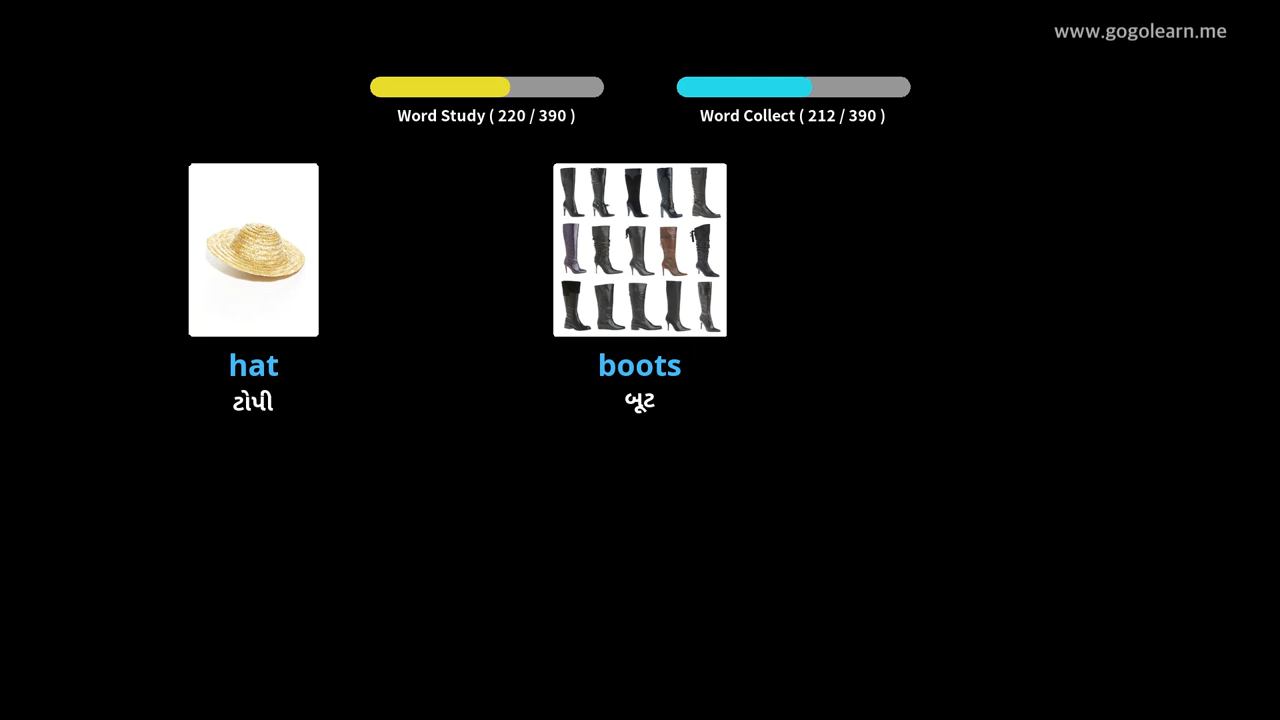 www.gogolearn.me
Word Study ( 220 / 390 )
Word Collect ( 212 / 390 )
hat
ટોપી
boots
બૂટ